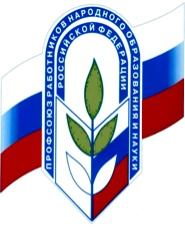 ПРОФСОЮЗ РАБОТНИКОВ НАРОДНОГО ОБРАЗОВАНИЯ И НАУКИ
РОССИЙСКОЙ ФЕДЕРАЦИИ